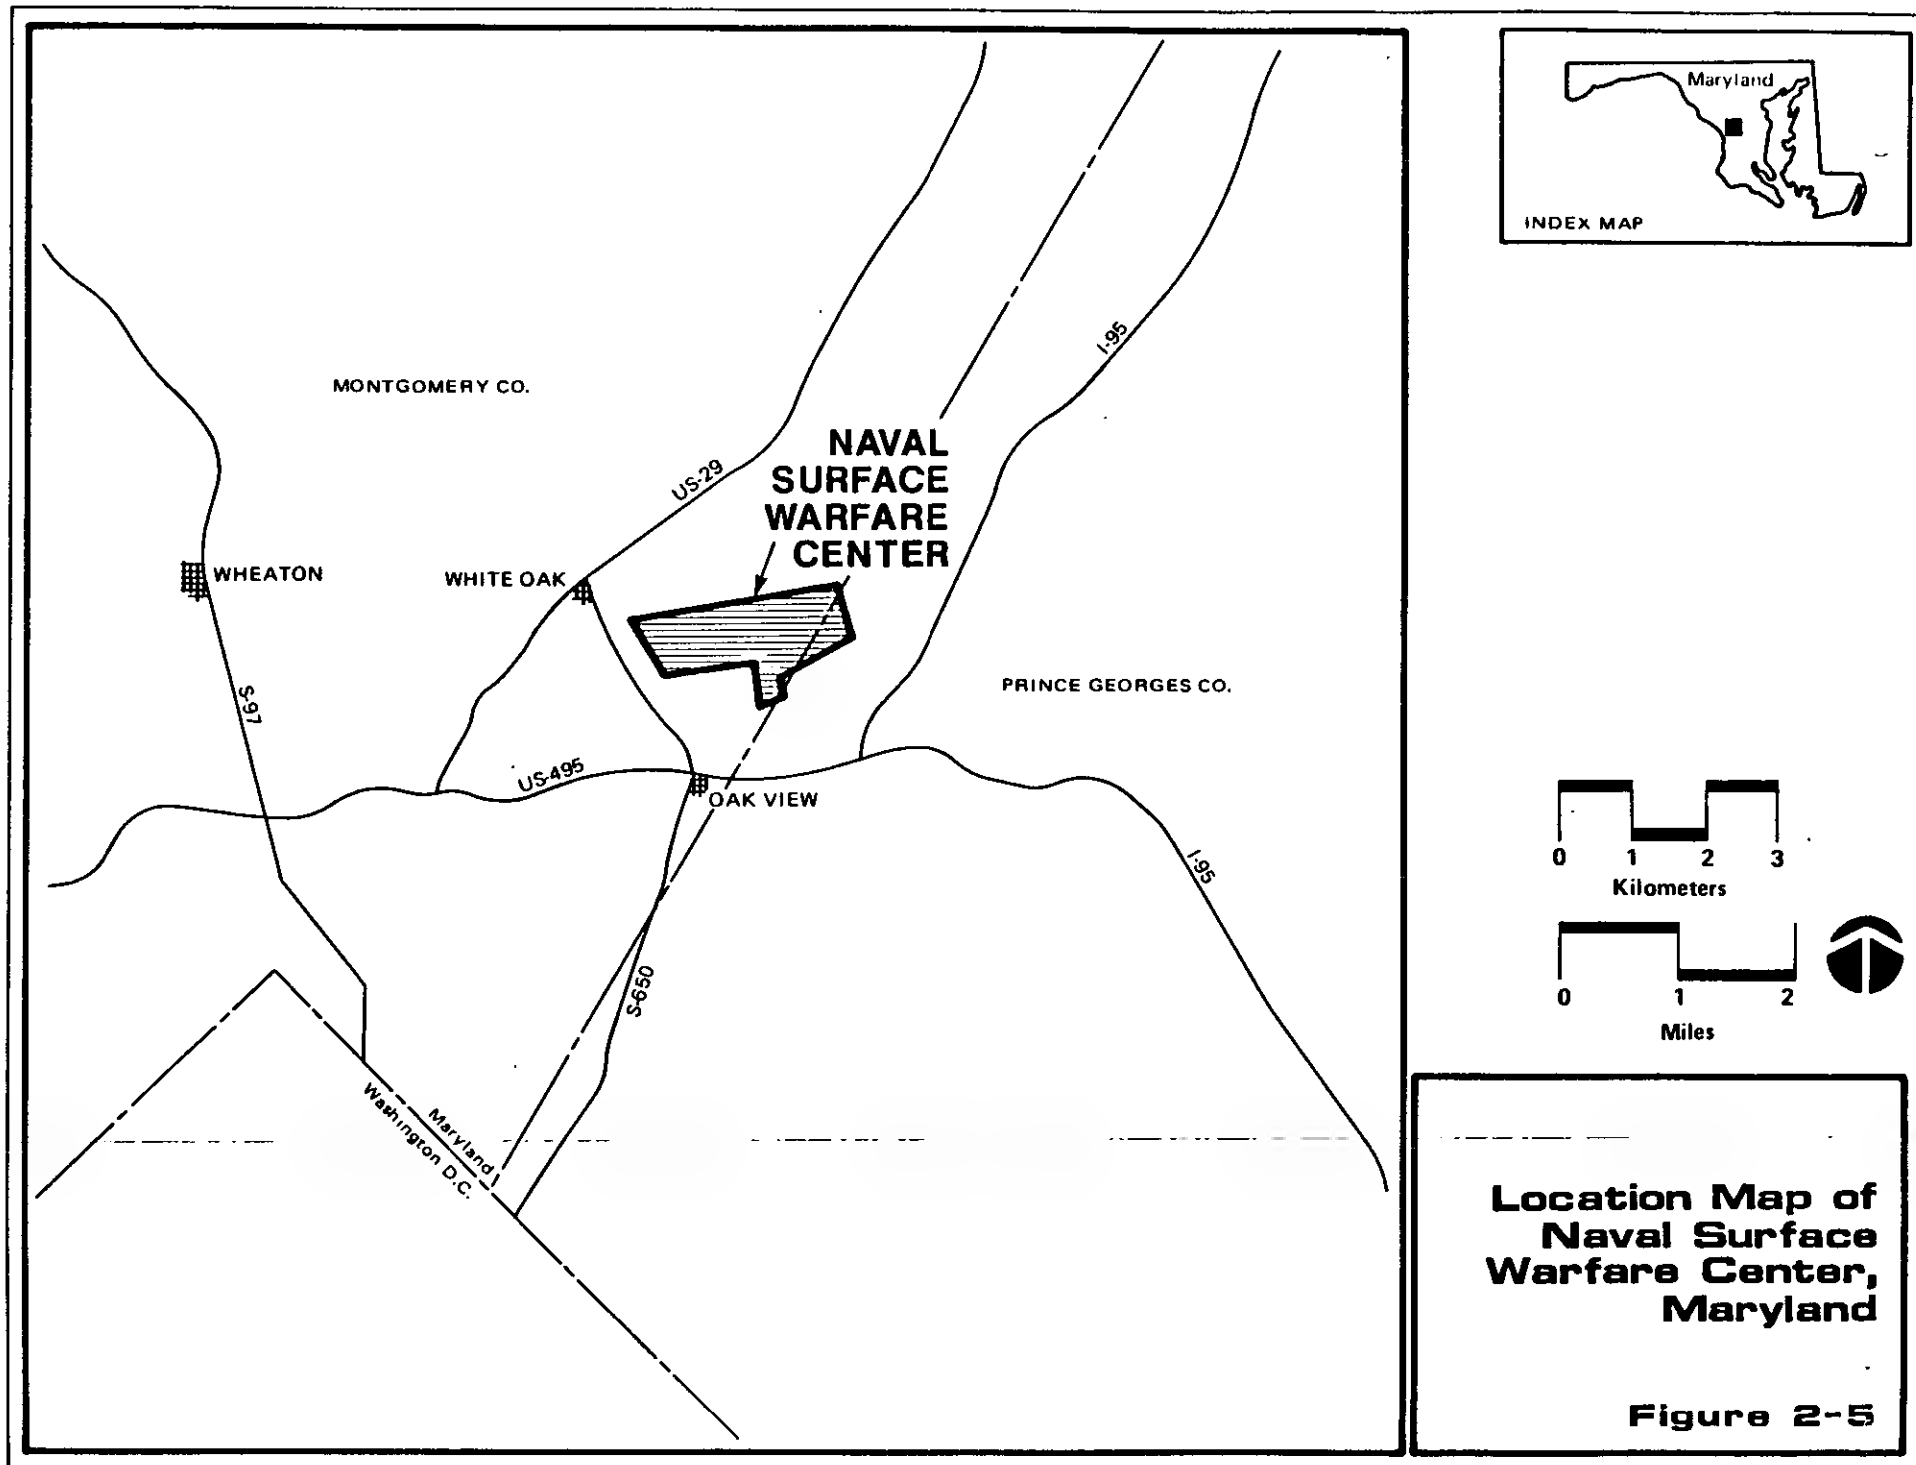 Maryland
INDEX MAP
I-95
MONTGOMERY CO.
NAVAL
SURFACE
WARFARE
CENTER
US-29
WHEATON
WHITE OAK
S-97
PRINCE GEORGES CO.
US-495
OAK VIEW
I-95
S-650
Maryland
Washington D.C.
0 1 2 3
Kilometers
0 1 2
Miles
Location Map of
Naval Surface
Warfare Center,
Maryland
Figure 2-5